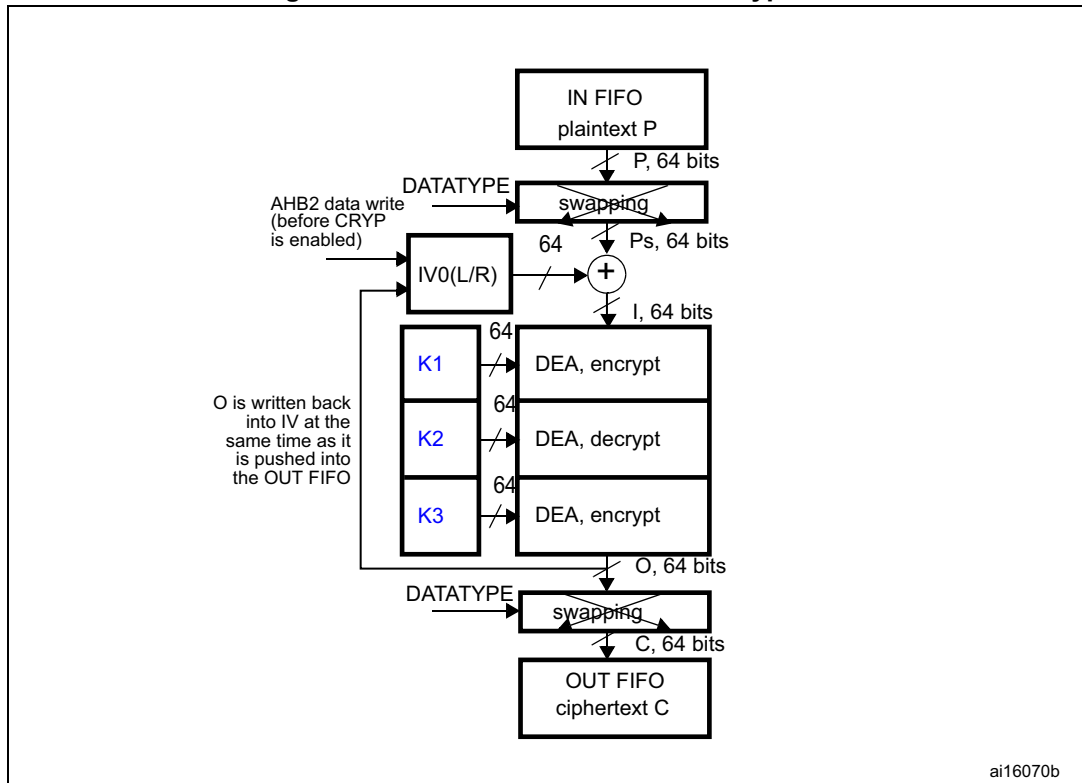 IN FIFO
plaintext P
P, 64 bits
DATATYPE
swapping
AHB2 data write
(before CRYP
is enabled)
Ps, 64 bits
64
IV0(L/R)
+
I, 64 bits
64
K1
DEA, encrypt
O is written back
into IV at the
same time as it
is pushed into
the OUT FIFO
64
K2
DEA, decrypt
64
K3
DEA, encrypt
O, 64 bits
DATATYPE
swapping
C, 64 bits
OUT FIFO
ciphertext C
ai16070b